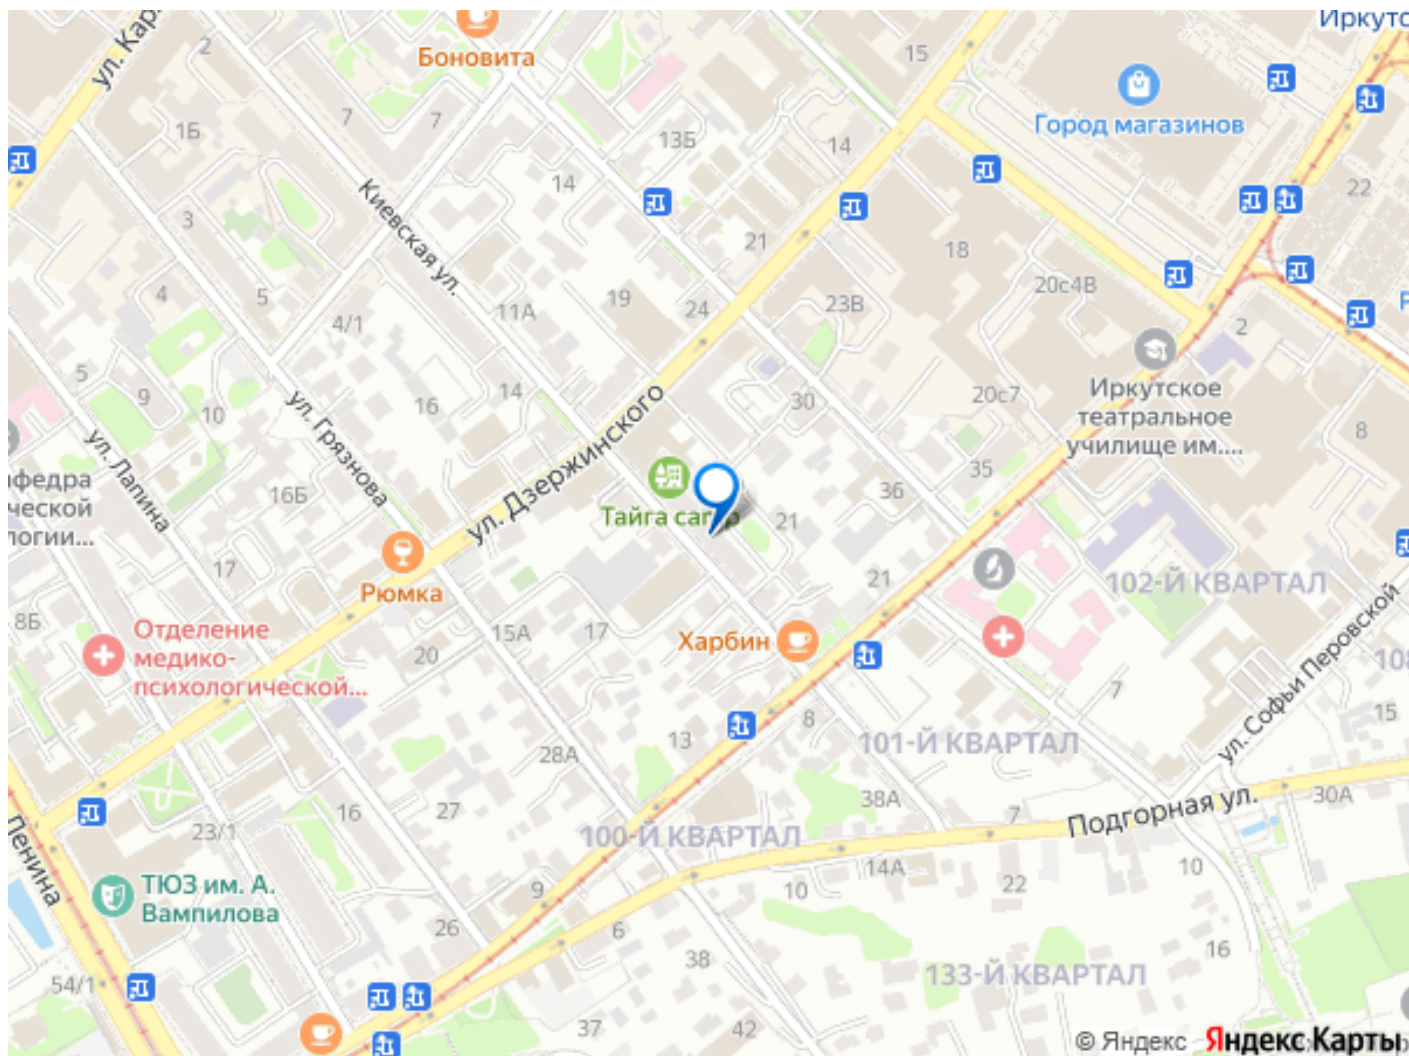 Иркутс
ул. Кар
2
Боновита
15
Город магазинов
1Б
7
7
13Б
14
22
14
3
Киевская ул.
21
18
4
5
11А
19
24
23В
20с4В
2
4/1
5
9
10
14
16
Иркутское
театральное
училище им....
20с7
30
8
ул. Дзержинского
ул. Грязнова
ул. Лапина
афедра
ческой
логии...
16Б
35
36
Тайга
21
17
Рюмка
21
102-Й КВАРТАЛ
8Б
Отделение
медико-
психологической...
15А
17
20
Харбин
ул. Софьи Перовской
108
7
15
28А
13
8
101-Й КВАРТАЛ
16
27
38А
7
Подгорная ул.
30А
Ленина
23/1
100-Й КВАРТАЛ
14А
10
ТЮЗ им. А.
Вампилова
9
10
22
26
6
16
38
133-Й КВАРТАЛ
54/1
37
42
© Яндекс Яндекс Карты